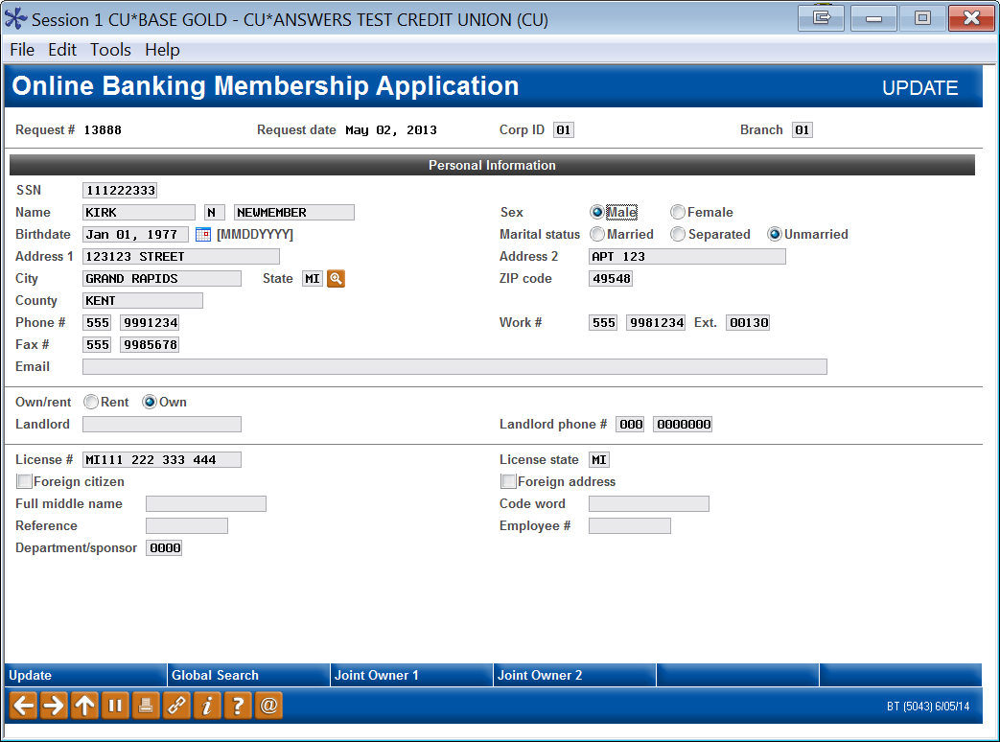 Session 1 CU*BASE GOLD - CU*ANSWERS TEST CREDIT UNION (CU)
File Edit Tools Help
Online Banking Membership Application UPDATE
Request # 13888 Request date May 02, 2013 Corp ID 01 Branch 01
Personal Information
SSN 111222333
Name KIRK N NEWMEMBER Sex Male Female
Birthdate Jan 01, 1977 [MMDDYYYY] Marital status Married Separated Unmarried
Address 1 123123 STREET Address 2 APT 123
City GRAND RAPIDS State MI ZIP code 49548
County KENT
Phone # 555 9991234 Work # 555 9981234 Ext. 00130
Fax # 555 9985678
Email
Own/rent Rent Own
Landlord Landlord phone # 000 0000000
License # MI111 222 333 444 License state MI
Foreign citizen Foreign address
Full middle name Code word
Reference Employee #
Department/sponsor 0000
Update Global Search Joint Owner 1 Joint Owner 2
i ? @ BT (5043) 6/05/14